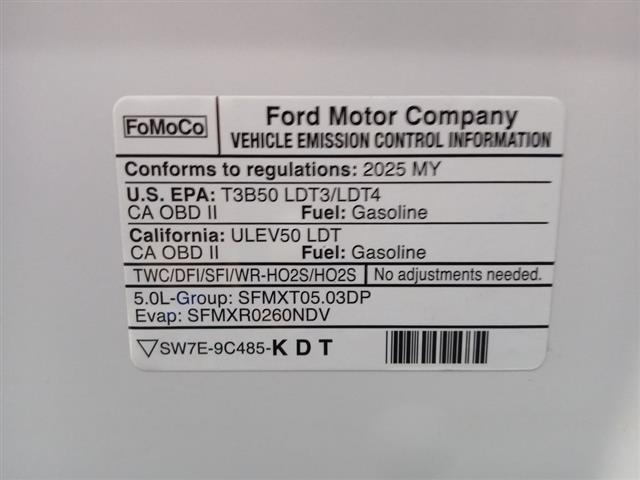 FoMoCo
Ford Motor Company
VEHICLE EMISSION CONTROL INFORMATION
Conforms to regulations: 2025 MY
U.S. EPA: T3B50 LDT3/LDT4
CA OBD II Fuel: Gasoline
California: ULEV50 LDT
CA OBD II Fuel: Gasoline
TWC/DFI/SFI/WR-HO2S/HO2S No adjustments needed.
5.0L-Group: SFMXT05.03DP
Evap: SFMXR0260NDV
SW7E-9C485-KDT